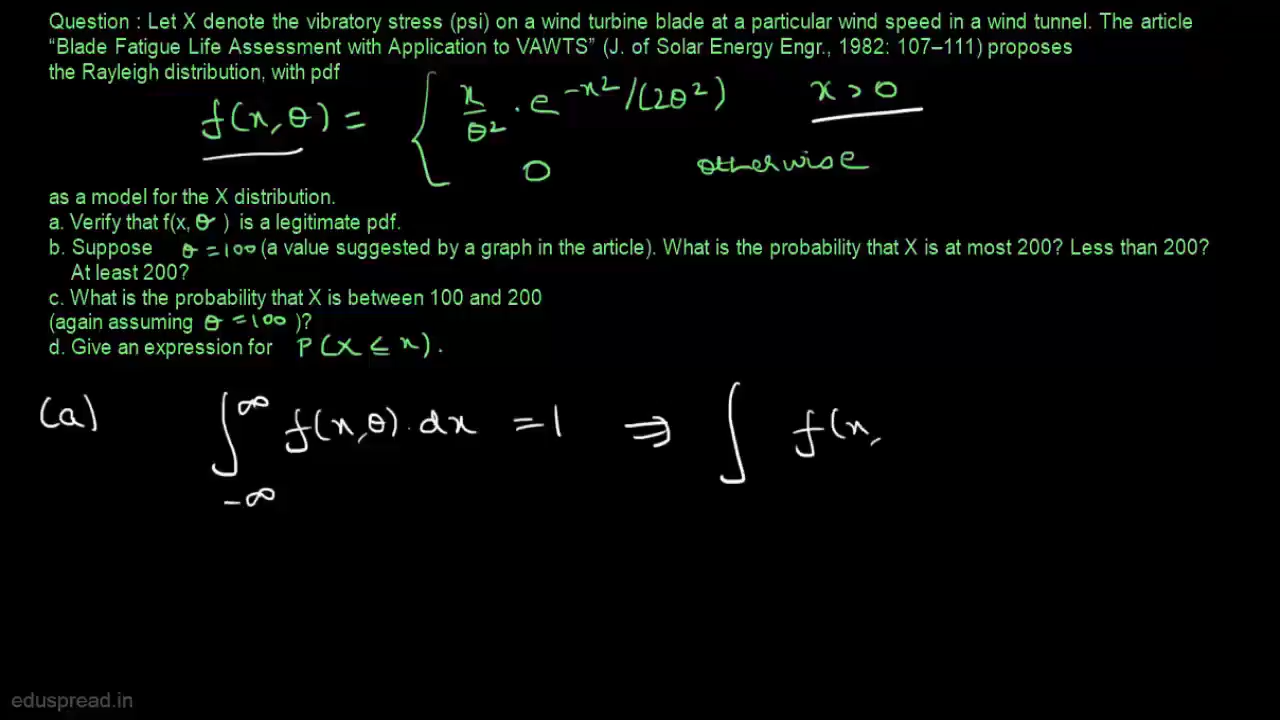 Question : Let X denote the vibratory stress (psi) on a wind turbine blade at a particular wind speed in a wind tunnel. The article
“Blade Fatigue Life Assessment with Application to VAWTS” (J. of Solar Energy Engr., 1982: 107–111) proposes
the Rayleigh distribution, with pdf
f(x, θ) = { x/θ² · e^(-x²/(2θ²)) x > 0
0 otherwise
as a model for the X distribution.
a. Verify that f(x, θ ) is a legitimate pdf.
b. Suppose θ = 100 (a value suggested by a graph in the article). What is the probability that X is at most 200? Less than 200?
At least 200?
c. What is the probability that X is between 100 and 200
(again assuming θ = 100 )?
d. Give an expression for P(X ≤ x).
(a) ∫_{-∞}^{∞} f(x,θ).dx = 1 ⇒ ∫ f(x,
eduspread.in